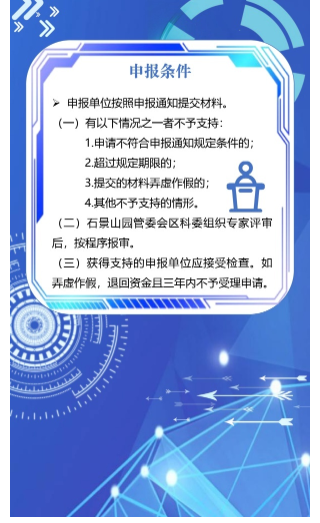 申报条件
➢ 申报单位按照申报通知提交材料。
（一）有以下情况之一者不予支持：
1.申请不符合申报通知规定条件的；
2.超过规定期限的；
3.提交的材料弄虚作假的；
4.其他不予支持的情形。
（二）石景山园管委会区科委组织专家评审
后，按程序报审。
（三）获得支持的申报单位应接受检查。如
弄虚作假，退回资金且三年内不予受理申请。